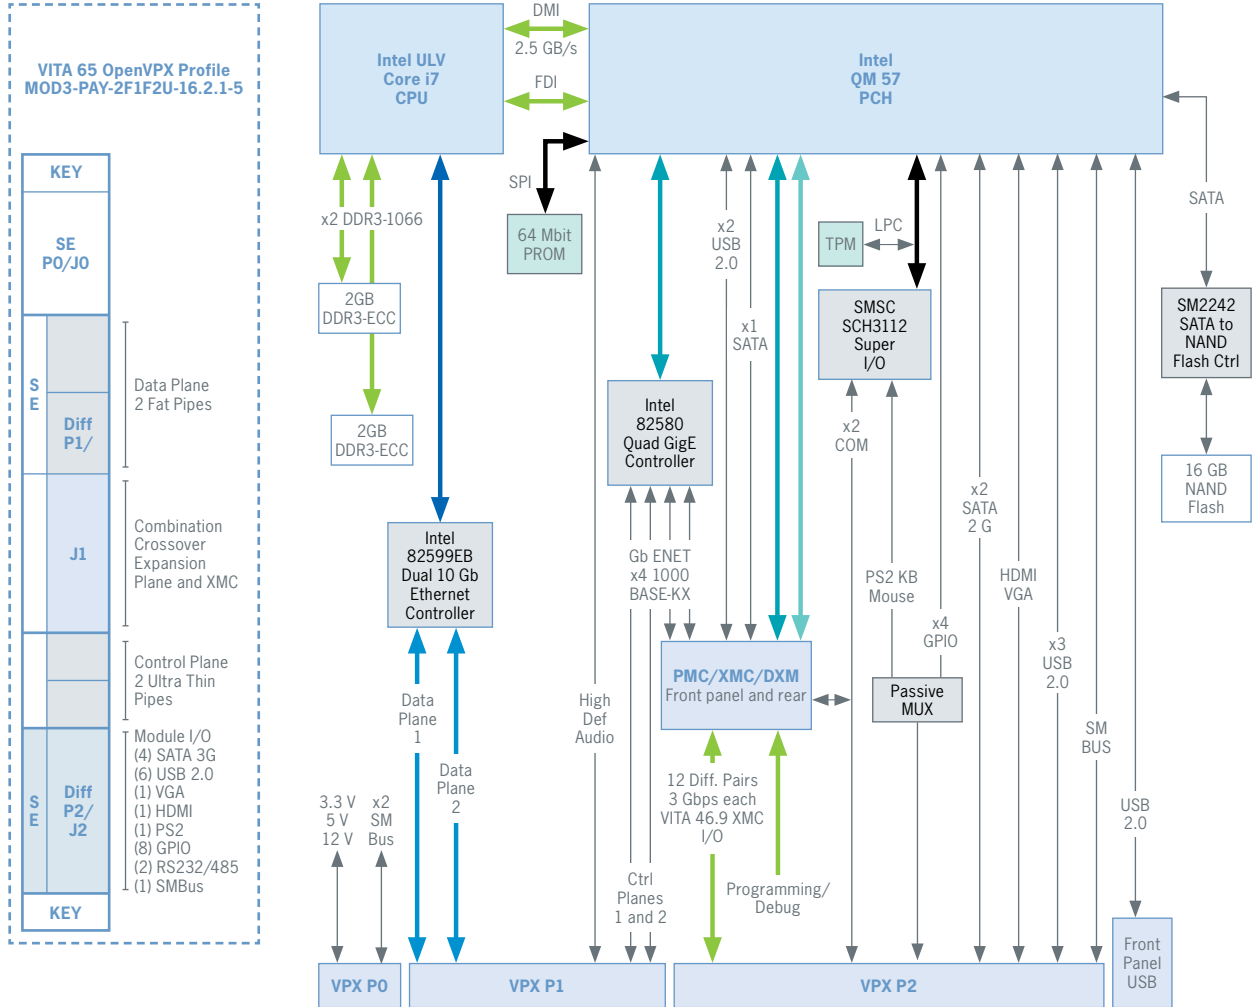 VITA 65 OpenVPX Profile
MOD3-PAY-2F1F2U-16.2.1-5
KEY
SE
P0/J0
S
E
Diff
P1/
J1
S
E
Diff
P2/
J2
KEY
Data Plane
2 Fat Pipes
Combination
Crossover
Expansion
Plane and XMC
Control Plane
2 Ultra Thin
Pipes
Module I/O
(4) SATA 3G
(6) USB 2.0
(1) VGA
(1) HDMI
(1) PS2
(8) GPIO
(2) RS232/485
(1) SMBus
Intel ULV
Core i7
CPU
DMI
2.5 GB/s
FDI
Intel
QM 57
PCH
SPI
64 Mbit
PROM
x2 DDR3-1066
2GB
DDR3-ECC
2GB
DDR3-ECC
x2
USB
2.0
x1
SATA
TPM
LPC
SMSC
SCH3112
Super
I/O
SATA
SM2242
SATA to
NAND
Flash Ctrl
16 GB
NAND
Flash
Intel
82580
Quad GigE
Controller
x2
COM
x2
SATA
2 G
Intel
82599EB
Dual 10 Gb
Ethernet
Controller
Gb ENET
x4 1000
BASE-KX
PS2 KB
Mouse
x4
GPIO
HDMI
VGA
x3
USB
2.0
PMC/XMC/DXM
Front panel and rear
Passive
MUX
Data
Plane
1
Data
Plane
2
High
Def
Audio
SM
BUS
12 Diff. Pairs
3 Gbps each
VITA 46.9 XMC
I/O
3.3 V
5 V
12 V
x2
SM
Bus
USB
2.0
Ctrl
Planes
1 and 2
Programming/
Debug
VPX P0
VPX P1
VPX P2
Front
Panel
USB